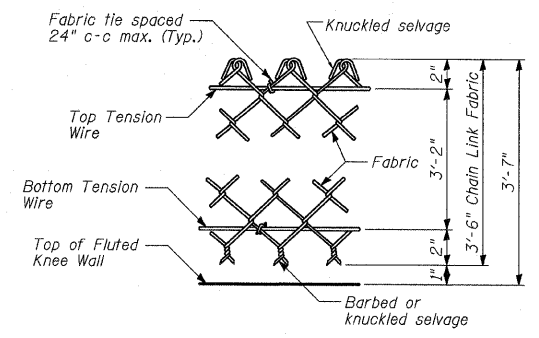 Fabric tie spaced
24" c-c max. (Typ.)
Knuckled selvage
Top Tension
Wire
Fabric
Bottom Tension
Wire
Top of Fluted
Knee Wall
Barbed or
knuckled selvage
2"
3'-2"
2"
1"
3'-6" Chain Link Fabric
3'-7"